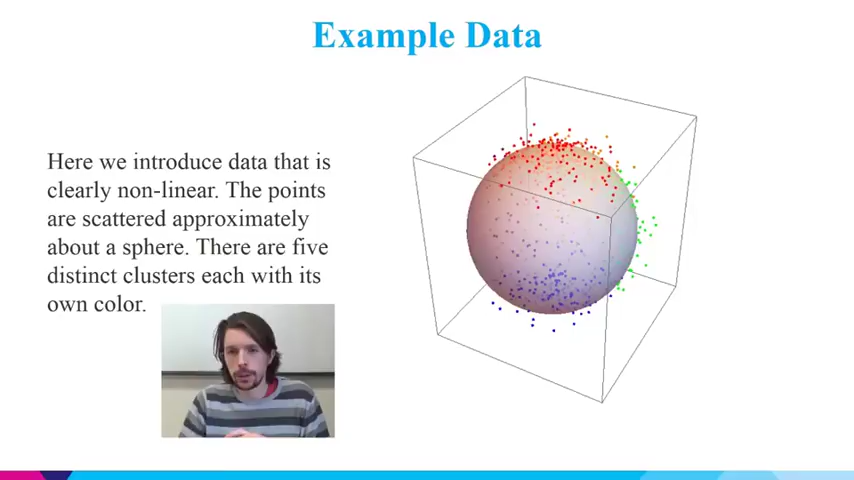 Example Data
Here we introduce data that is
clearly non-linear. The points
are scattered approximately
about a sphere. There are five
distinct clusters each with its
own color.